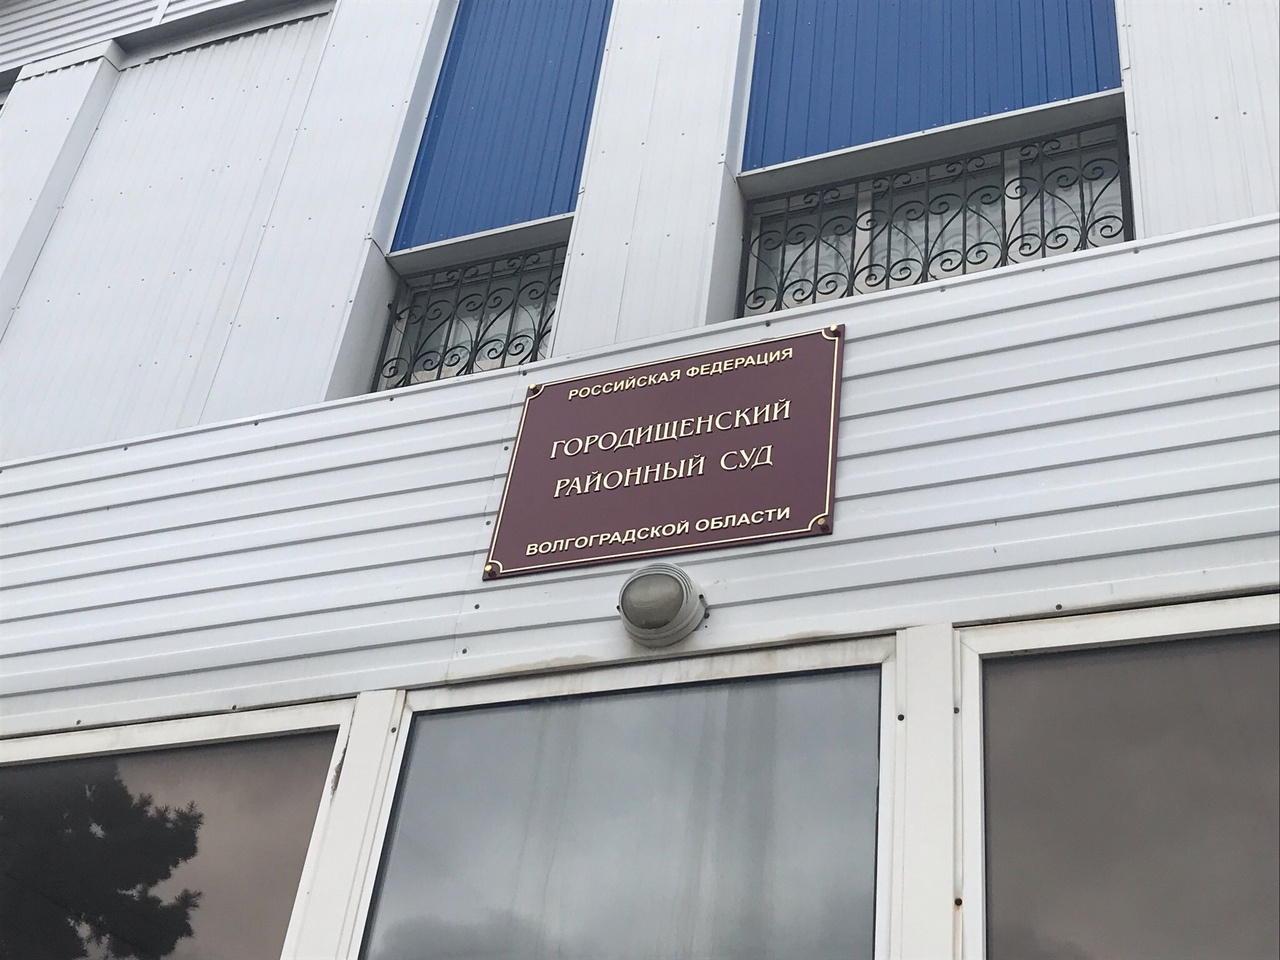 РОССИЙСКАЯ ФЕДЕРАЦИЯ
ГОРОДИЩЕНСКИЙ
РАЙОННЫЙ СУД
ВОЛГОГРАДСКОЙ ОБЛАСТИ